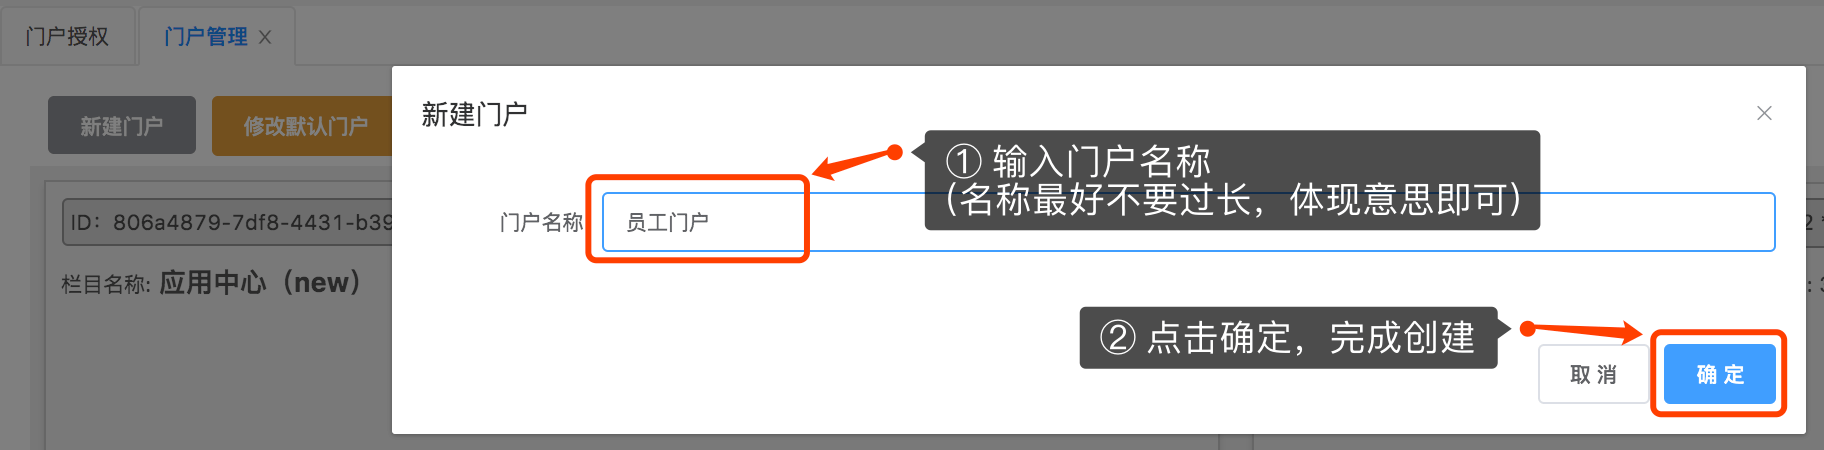 门户授权
门户管理
新建门户
修改默认门户
新建门户
① 输入门户名称
(名称最好不要过长，体现意思即可)
ID：806a4879-7df8-4431-b39
门户名称
员工门户
栏目名称: 应用中心（new）
② 点击确定，完成创建
取 消
确 定